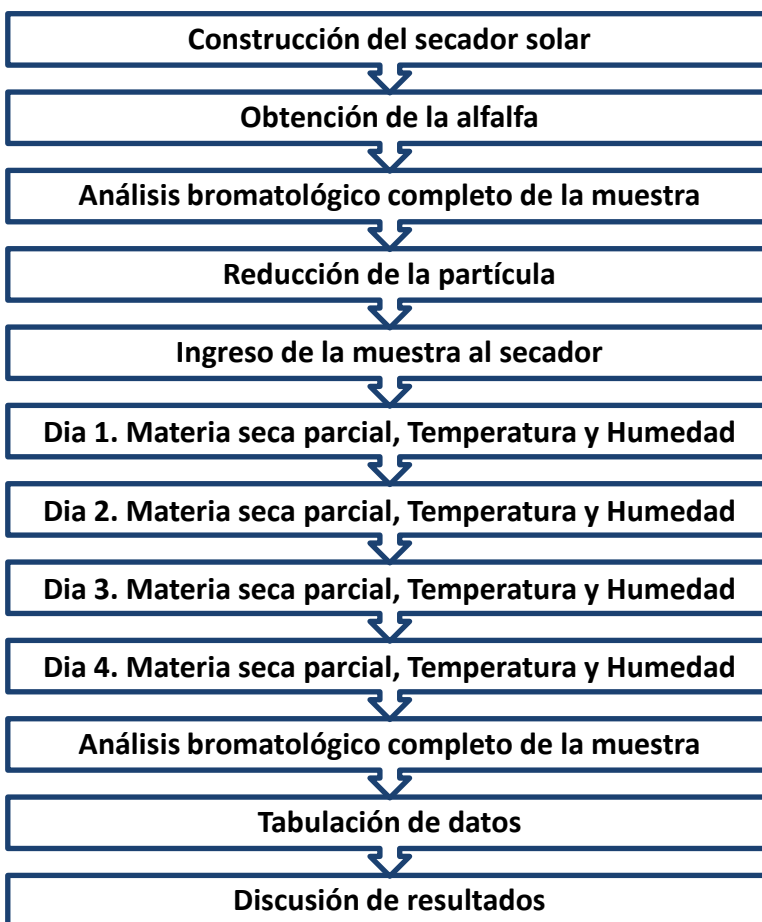 Construcción del secador solar
Obtención de la alfalfa
Análisis bromatológico completo de la muestra
Reducción de la partícula
Ingreso de la muestra al secador
Dia 1. Materia seca parcial, Temperatura y Humedad
Dia 2. Materia seca parcial, Temperatura y Humedad
Dia 3. Materia seca parcial, Temperatura y Humedad
Dia 4. Materia seca parcial, Temperatura y Humedad
Análisis bromatológico completo de la muestra
Tabulación de datos
Discusión de resultados